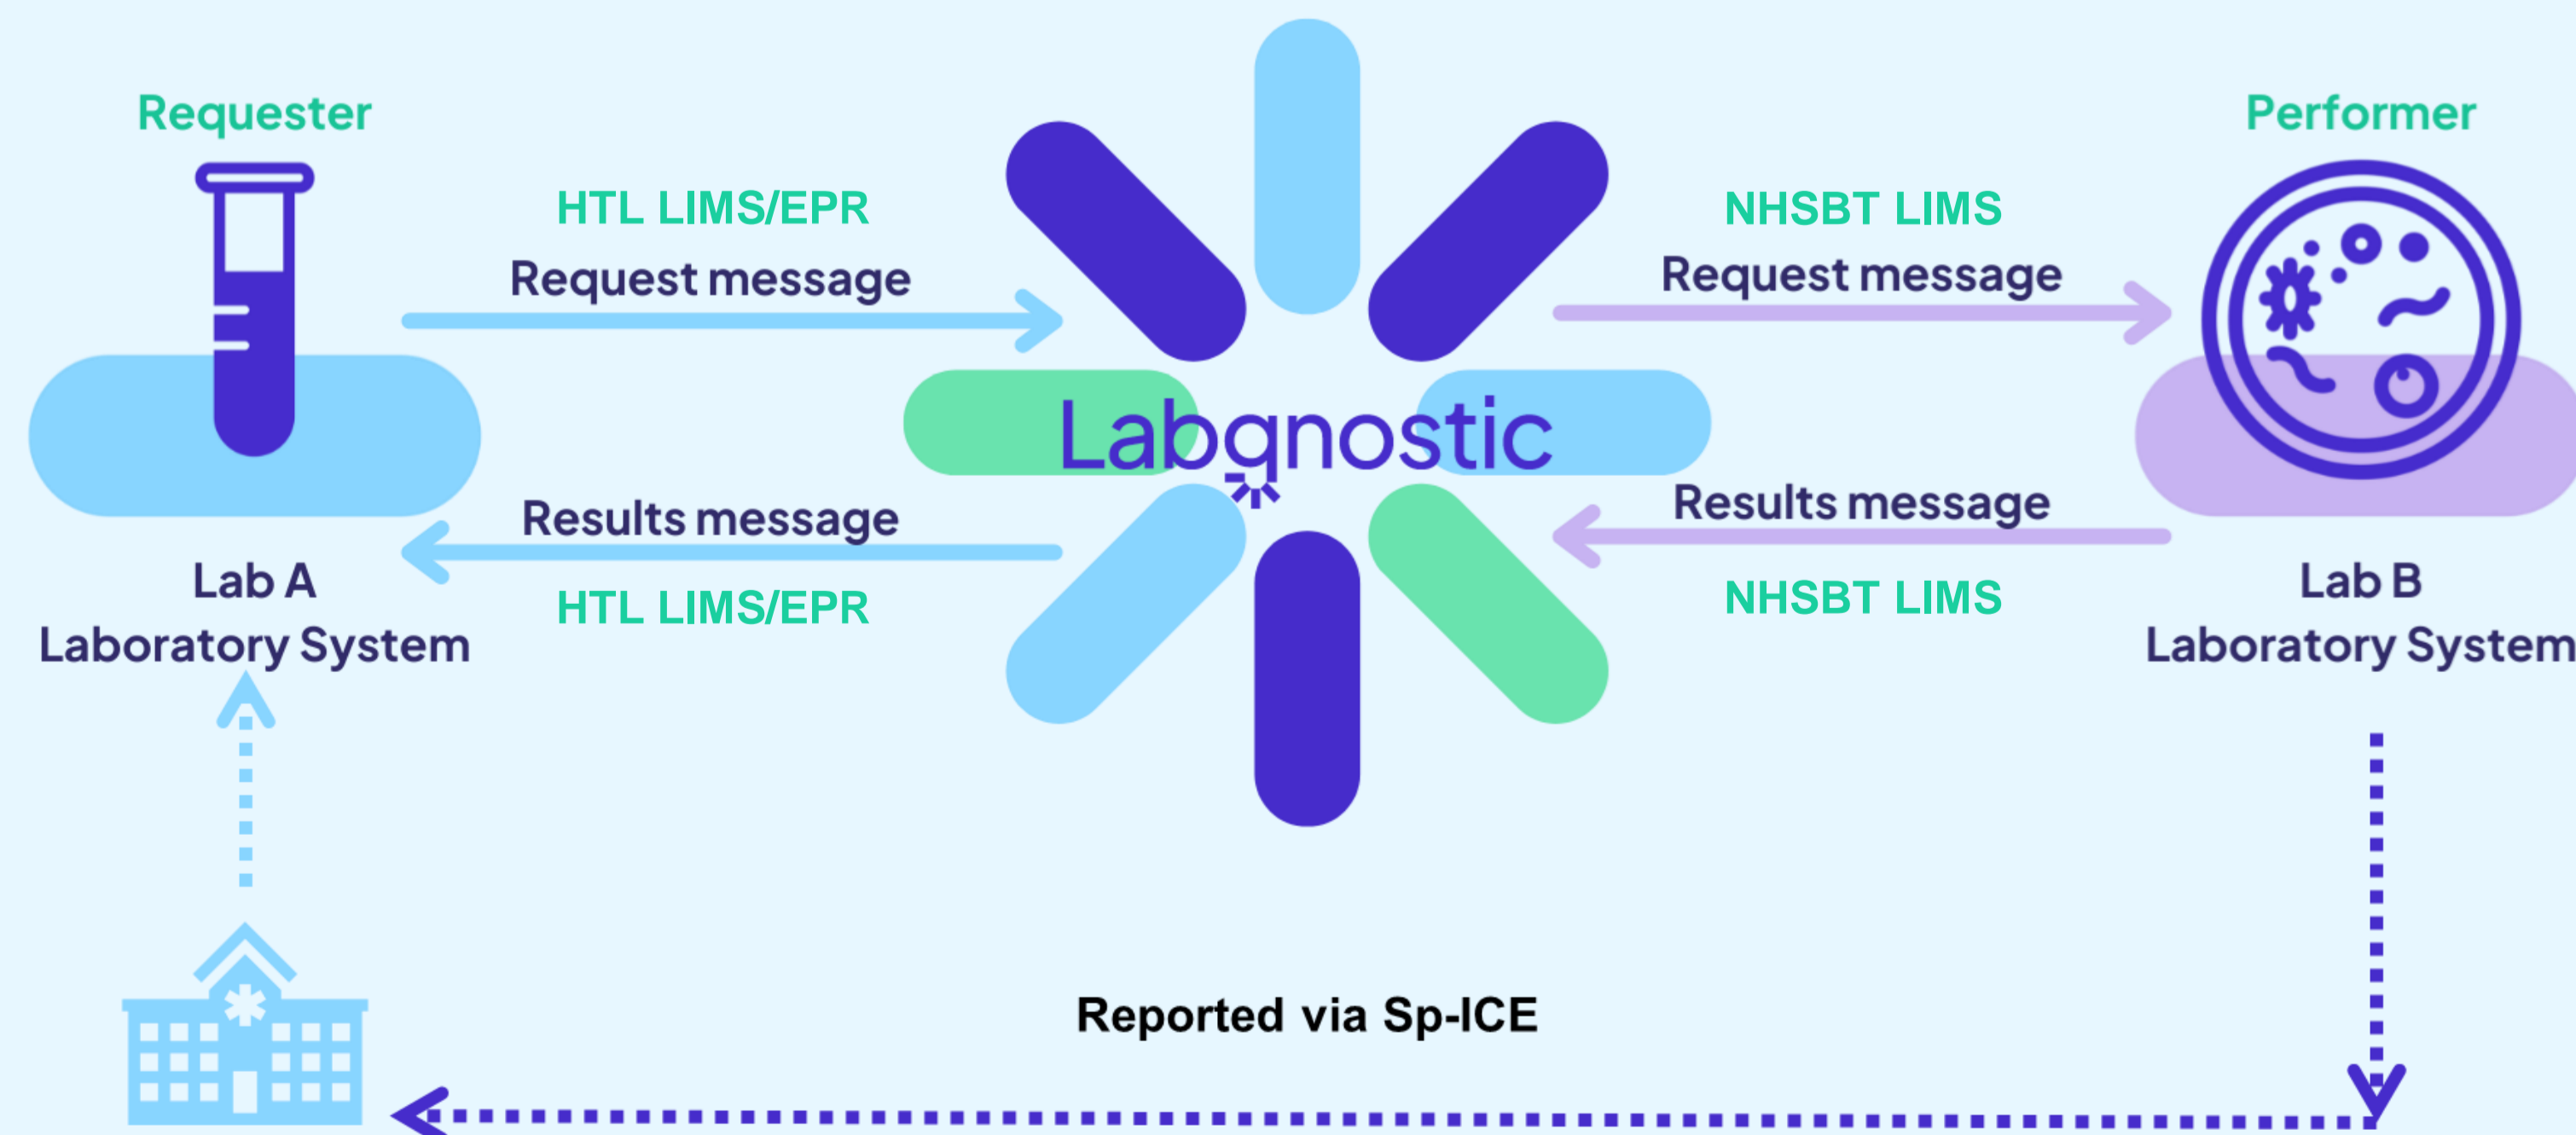 Requester
Performer
HTL LIMS/EPR
NHSBT LIMS
Request message
Request message
Labgnostic
Results message
Results message
Lab A
Laboratory System
HTL LIMS/EPR
NHSBT LIMS
Lab B
Laboratory System
Reported via Sp-ICE